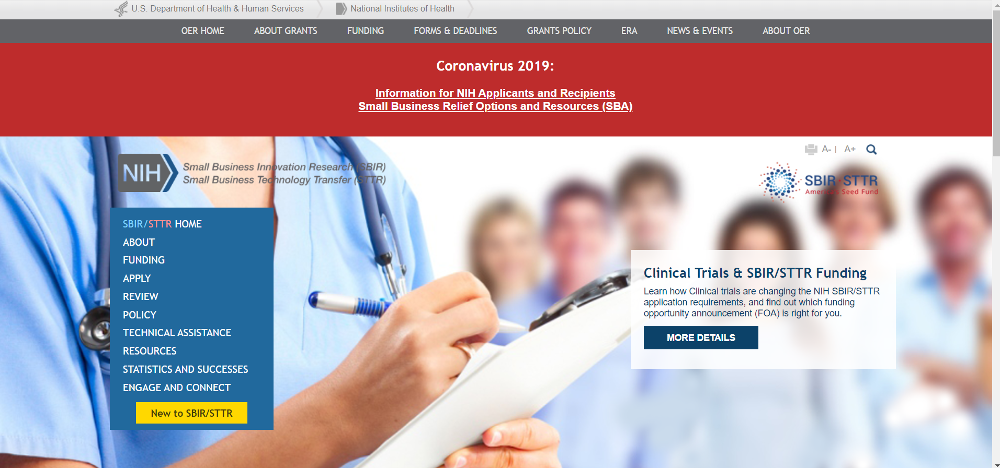 U.S. Department of Health & Human Services
National Institutes of Health
OER HOME ABOUT GRANTS FUNDING FORMS & DEADLINES GRANTS POLICY ERA NEWS & EVENTS ABOUT OER
Coronavirus 2019:
Information for NIH Applicants and Recipients
Small Business Relief Options and Resources (SBA)
A- | A+
NIH
Small Business Innovation Research (SBIR)
Small Business Technology Transfer (STTR)
SBIR·STTR
America's Seed Fund
SBIR/STTR HOME
ABOUT
FUNDING
APPLY
REVIEW
POLICY
TECHNICAL ASSISTANCE
RESOURCES
STATISTICS AND SUCCESSES
ENGAGE AND CONNECT
New to SBIR/STTR
Clinical Trials & SBIR/STTR Funding
Learn how Clinical trials are changing the NIH SBIR/STTR
application requirements, and find out which funding
opportunity announcement (FOA) is right for you.
MORE DETAILS